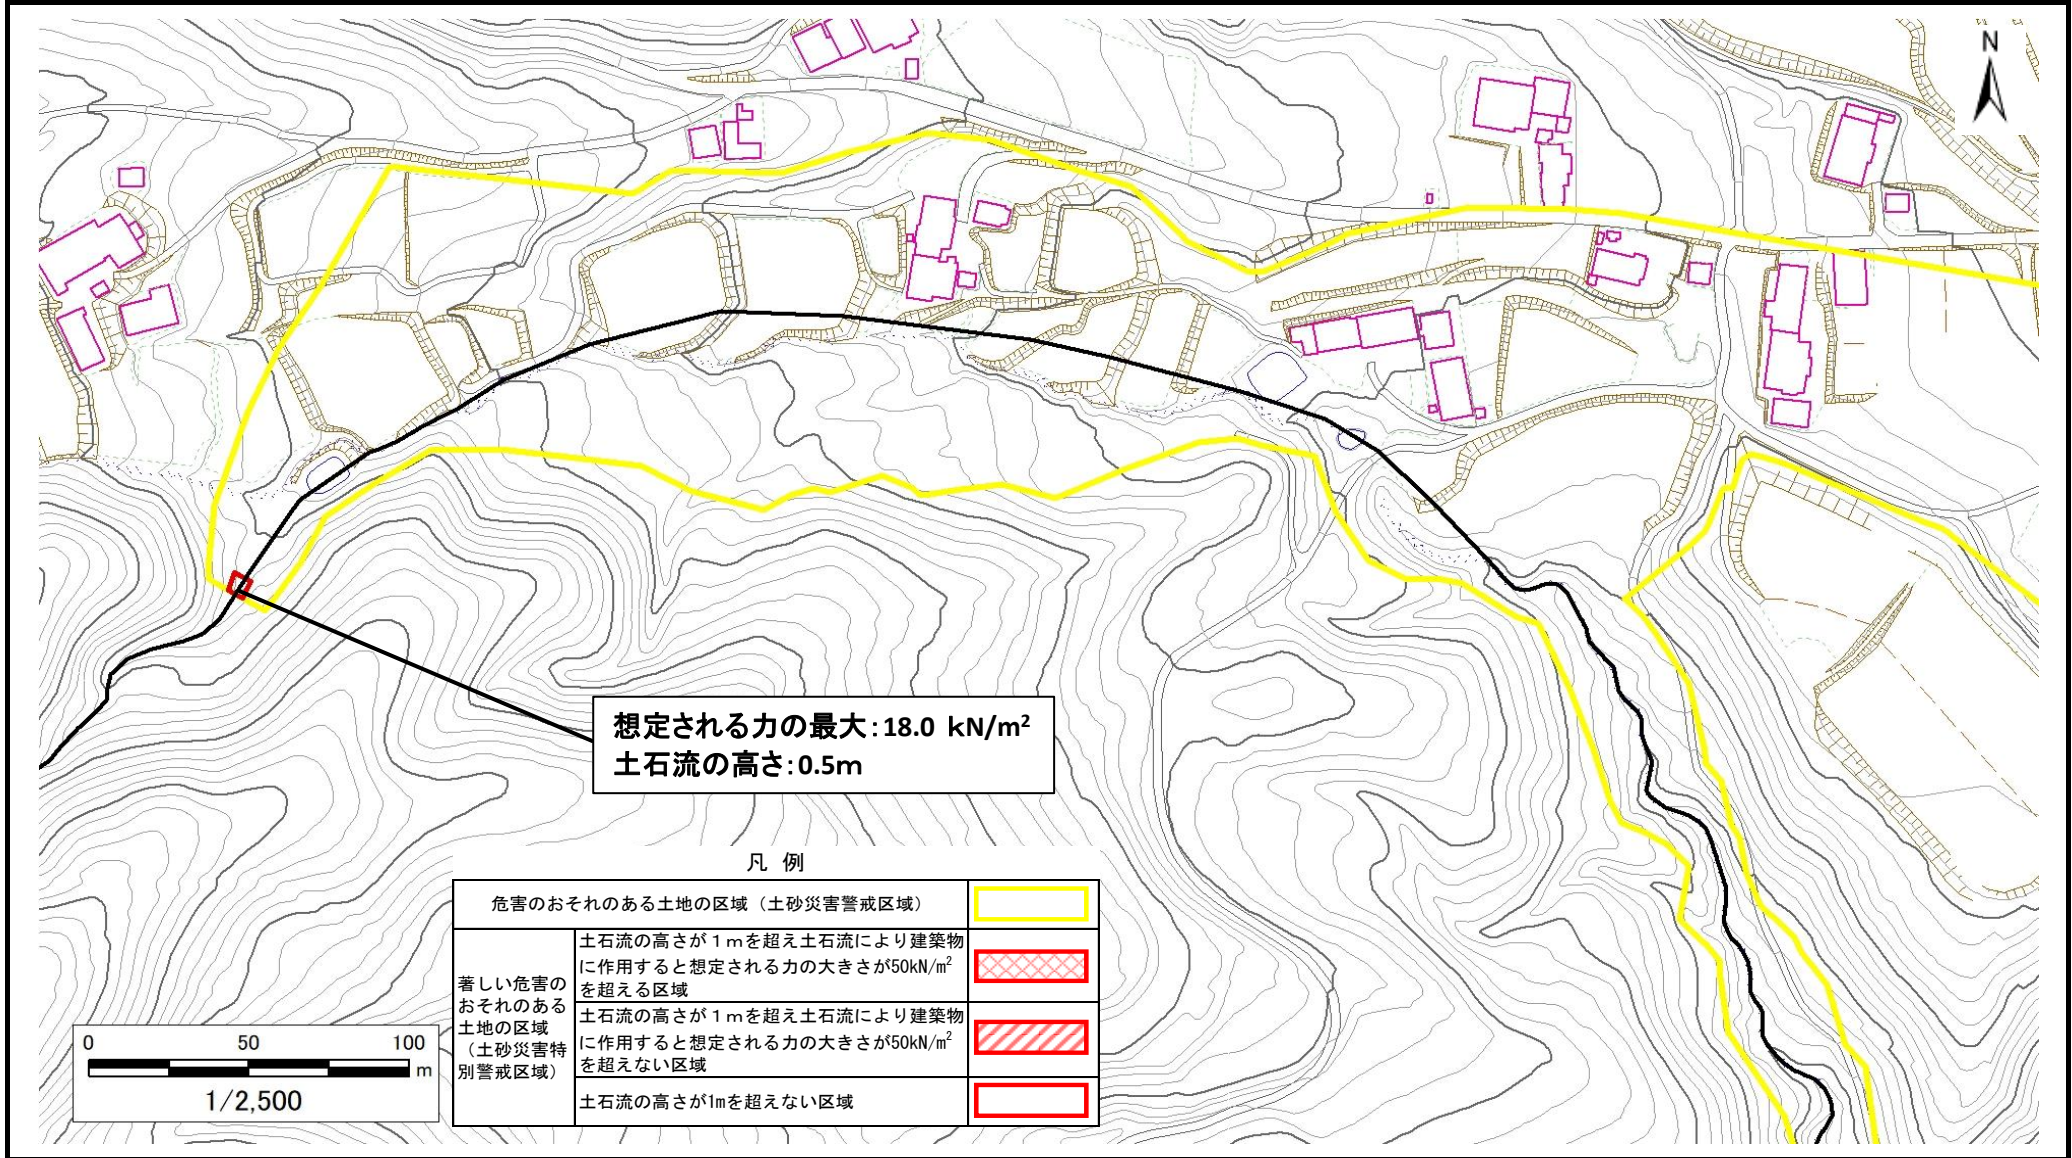 N
想定される力の最大:18.0 kN/m²
土石流の高さ:0.5m
凡 例
危害のおそれのある土地の区域（土砂災害警戒区域）
著しい危害の
おそれのある
土地の区域
（土砂災害特
別警戒区域）
土石流の高さが１ｍを超え土石流により建築物
に作用すると想定される力の大きさが50kN/㎡
を超える区域
土石流の高さが１ｍを超え土石流により建築物
に作用すると想定される力の大きさが50kN/㎡
を超えない区域
土石流の高さが1mを超えない区域
0 50 100
m
1/2,500